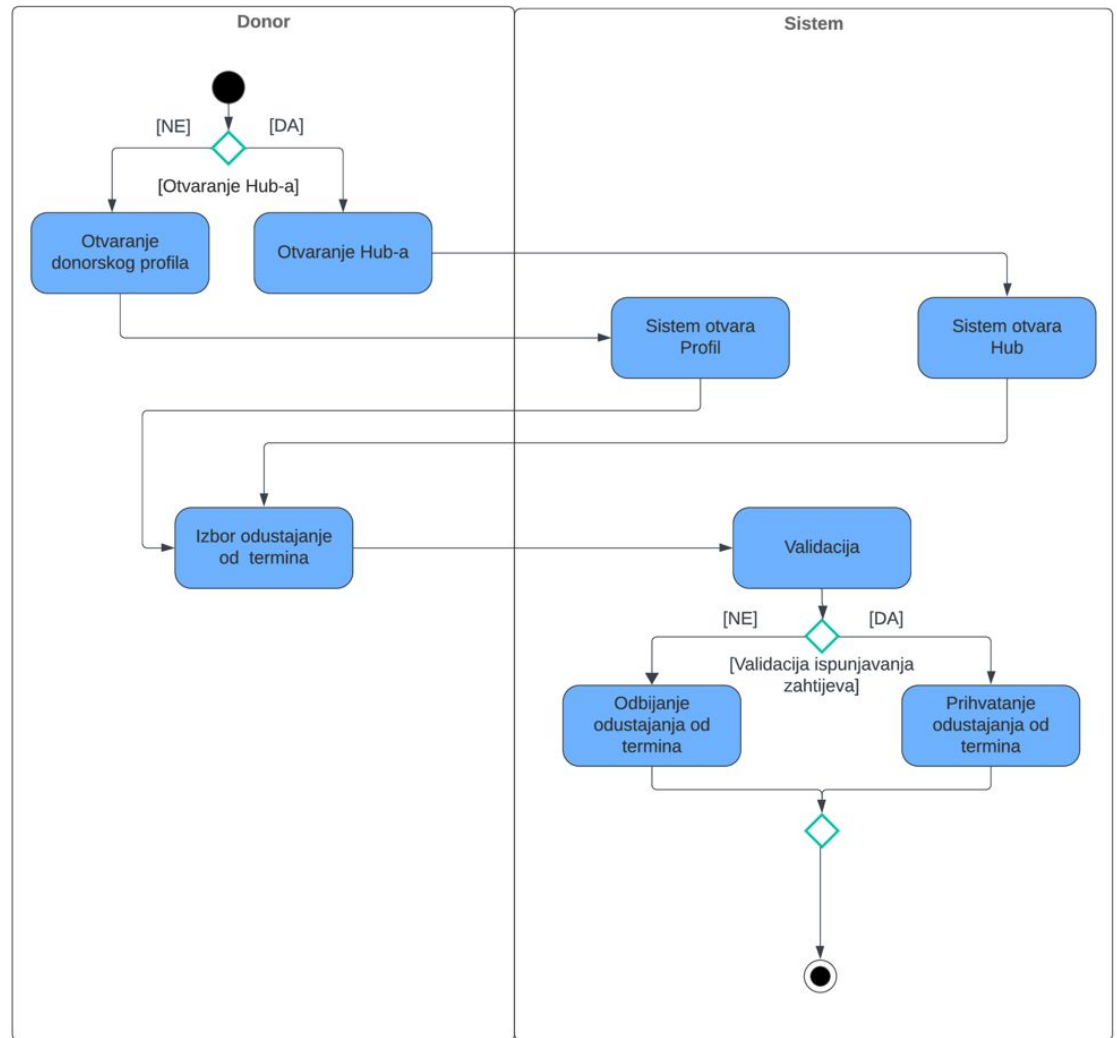 Donor
Sistem
[NE]
[DA]
[Otvaranje Hub-a]
Otvaranje
donorskog profila
Otvaranje Hub-a
Sistem otvara
Profil
Sistem otvara
Hub
Izbor odustajanje
od termina
Validacija
[NE]
[DA]
[Validacija ispunjavanja
zahtijeva]
Odbijanje
odustajanja od
termina
Prihvatanje
odustajanja od
termina